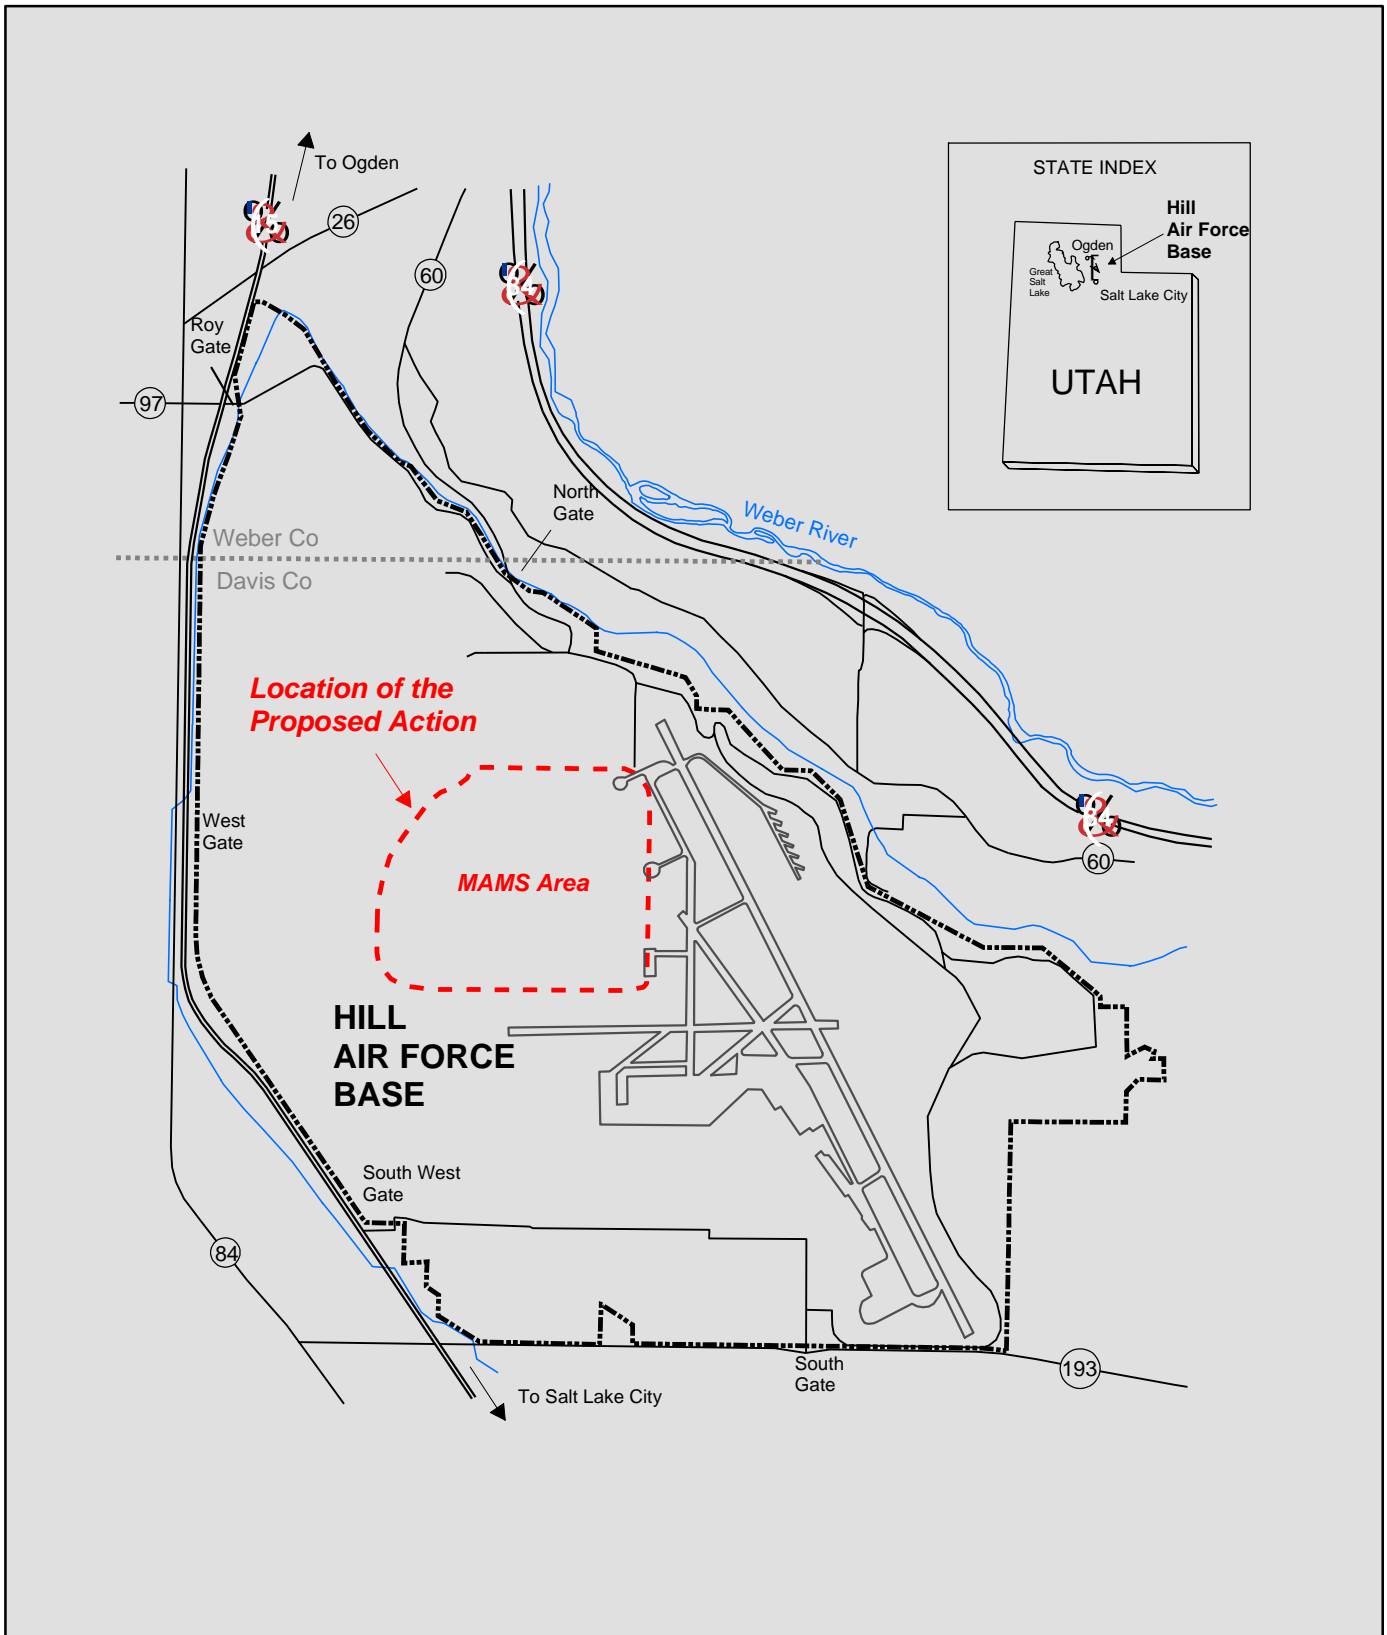 To Ogden
26
60
STATE INDEX
Hill
Air Force
Base
Ogden
Great
Salt
Lake
Salt Lake City
UTAH
Roy
Gate
97
North
Gate
Weber River
Weber Co
Davis Co
Location of the
Proposed Action
West
Gate
MAMS Area
84
60
HILL
AIR FORCE
BASE
South West
Gate
84
South
Gate
193
To Salt Lake City